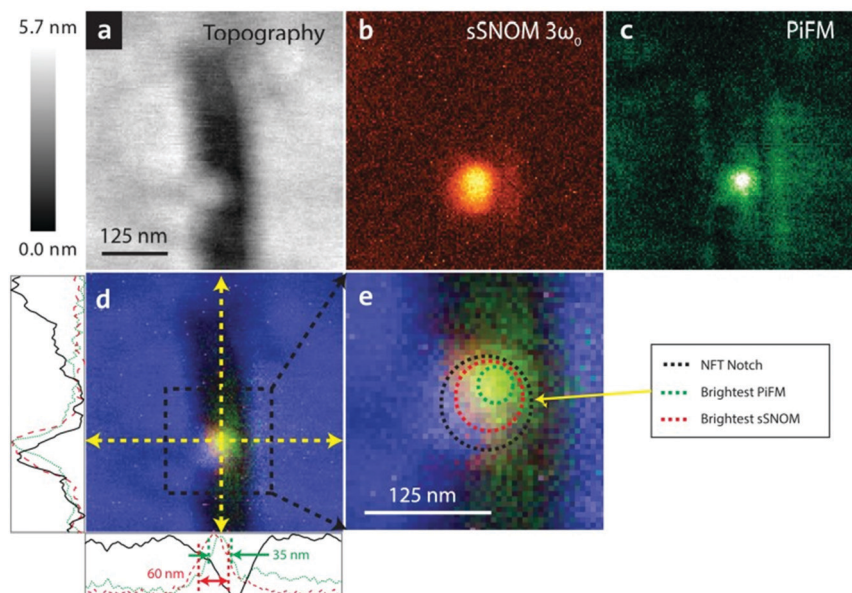 5.7 nm
a
Topography
b
sSNOM 3ω₀
c
PiFM
0.0 nm
125 nm
d
e
NFT Notch
Brightest PiFM
Brightest sSNOM
125 nm
35 nm
60 nm